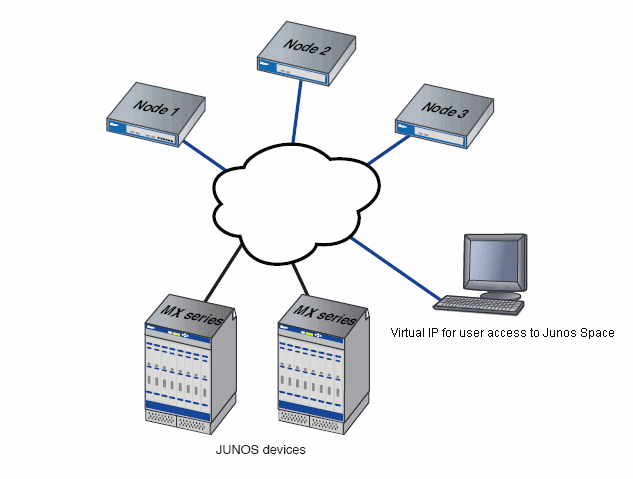 Node 2
Node 1
Node 3
MX series
MX series
Virtual IP for user access to Junos Space
JUNOS devices